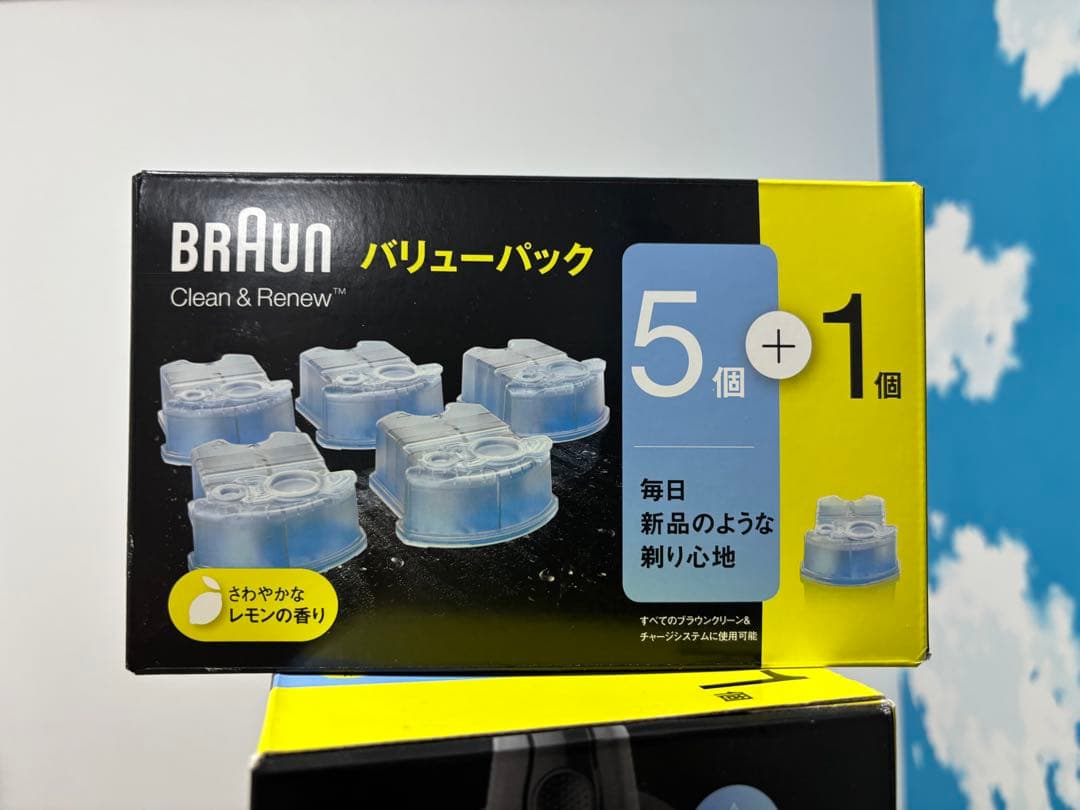 BRAUN
バリューパック
Clean & Renew™
5個
+
1個
毎日
新品のような
剃り心地
さわやかな
レモンの香り
すべてのブラウンクリーン&
チャージシステムに使用可能
1個